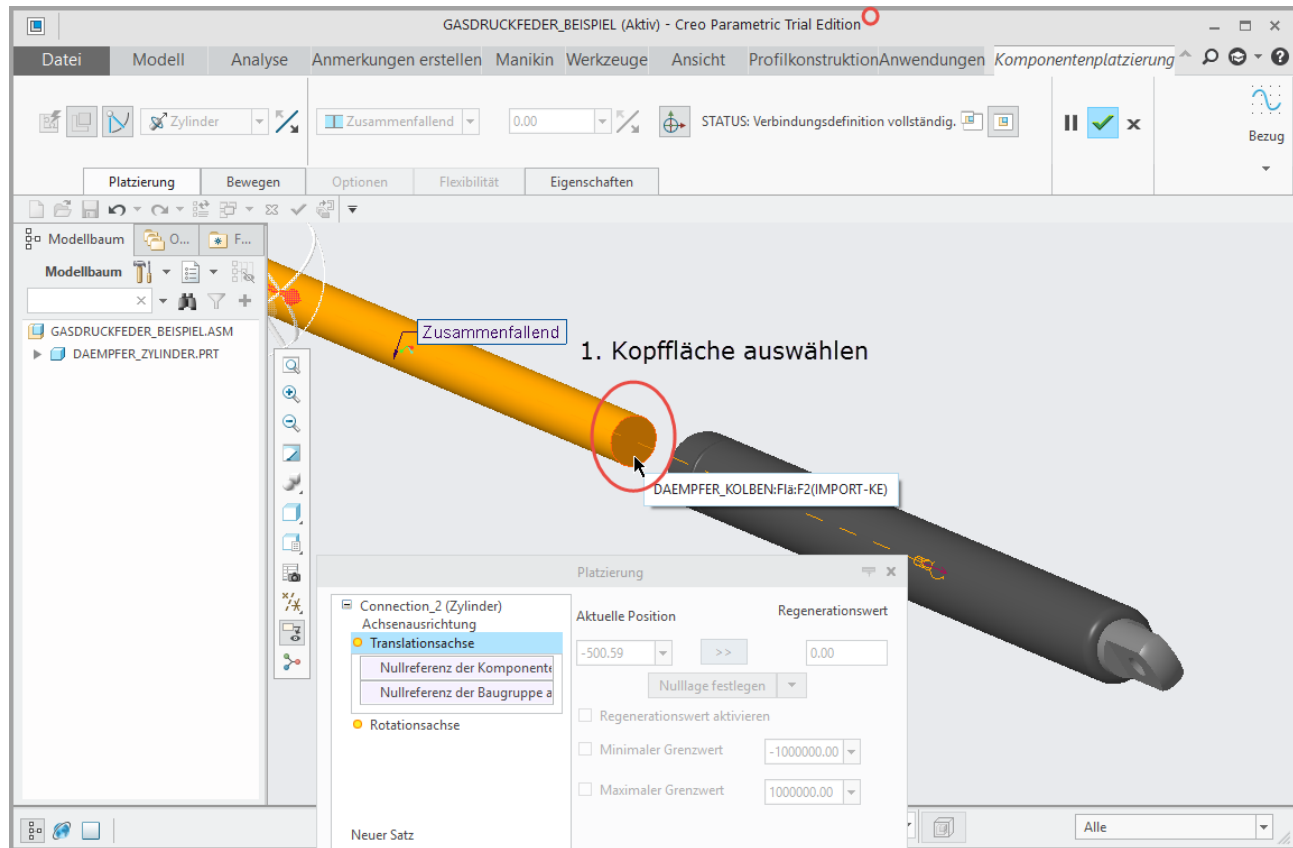 GASDRUCKFEDER_BEISPIEL (Aktiv) - Creo Parametric Trial Edition
Datei Modell Analyse Anmerkungen erstellen Manikin Werkzeuge Ansicht Profilkonstruktion Anwendungen Komponentenplatzierung
Zylinder Zusammenfallend 0.00 STATUS: Verbindungsdefinition vollständig.
Bezug
Platzierung Bewegen Optionen Flexibilität Eigenschaften
Modellbaum O... F...
Modellbaum
GASDRUCKFEDER_BEISPIEL.ASM
DAEMPFER_ZYLINDER.PRT
Zusammenfallend
1. Kopffläche auswählen
DAEMPFER_KOLBEN:Flä:F2(IMPORT-KE)
Platzierung
Connection_2 (Zylinder)
Achsenausrichtung
Translationsachse
Nullreferenz der Komponente
Nullreferenz der Baugruppe a
Rotationsachse
Neuer Satz
Aktuelle Position Regenerationswert
-500.59 >> 0.00
Nulllage festlegen
Regenerationswert aktivieren
Minimaler Grenzwert -1000000.00
Maximaler Grenzwert 1000000.00
Alle